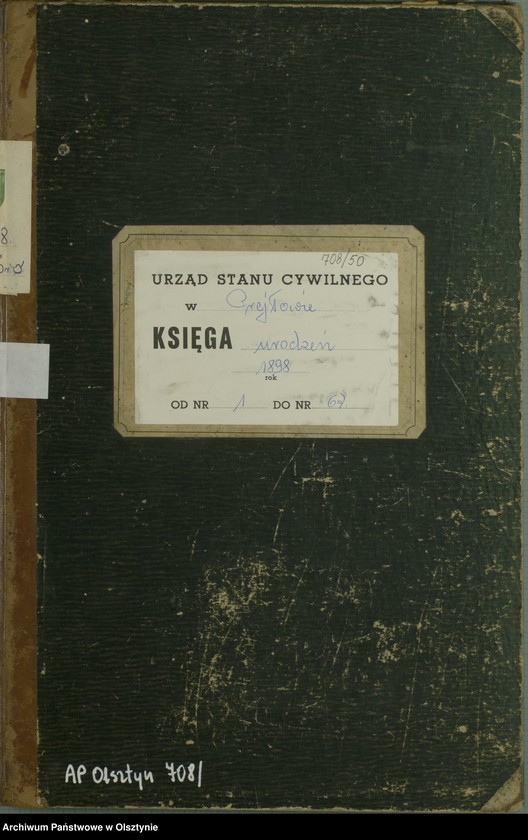 708/50
URZĄD STANU CYWILNEGO
W Grejtowie
KSIĘGA urodzeń
1898
rok
OD NR 1 DO NR
8
AP Olsztyn 708/
Archiwum Państwowe w Olsztynie